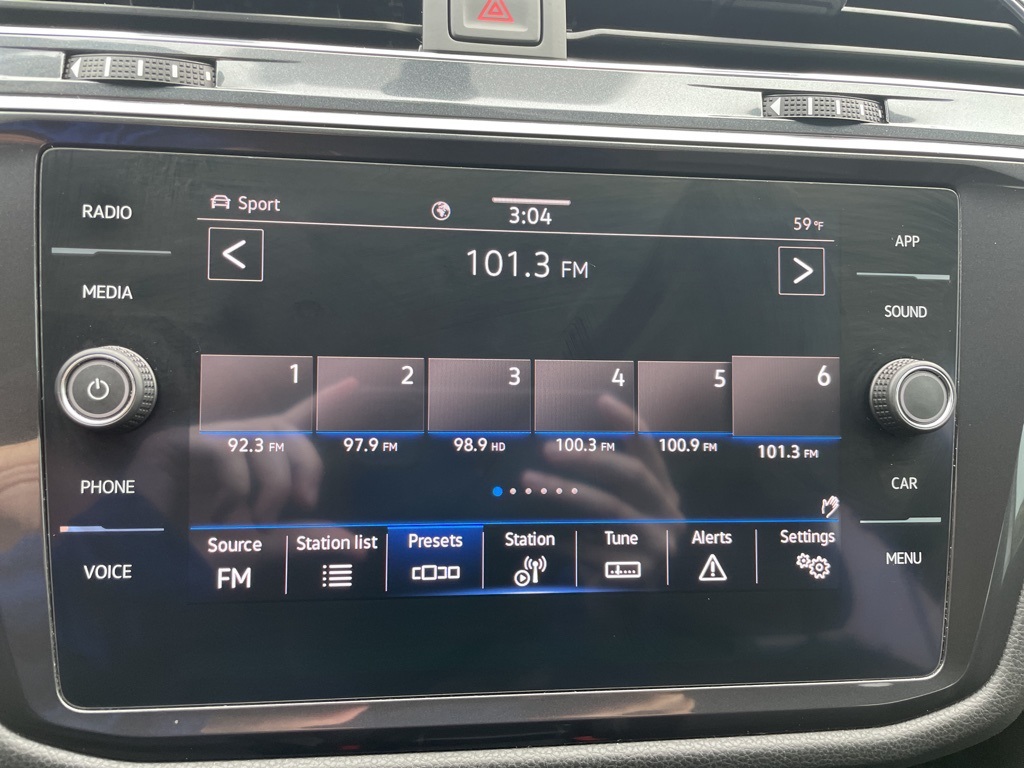 RADIO
MEDIA
PHONE
VOICE
Sport
3:04
59 °F
101.3 FM
1 2 3 4 5 6
92.3 FM 97.9 FM 98.9 HD 100.3 FM 100.9 FM 101.3 FM
Source Station list Presets Station Tune Alerts Settings
FM
APP
SOUND
CAR
MENU